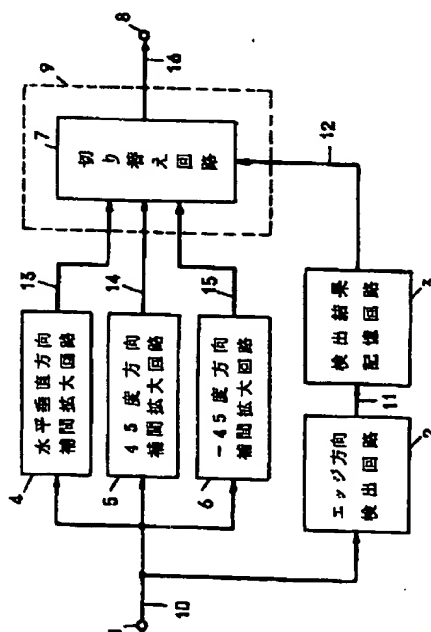 4
水平垂直方向
補間拡大回路
13
5
45度方向
補間拡大回路
14
6
-45度方向
補間拡大回路
15
9
7
切り替え回路
16
8
10
エッジ方向
検出回路
11
検出結果
記憶回路
12